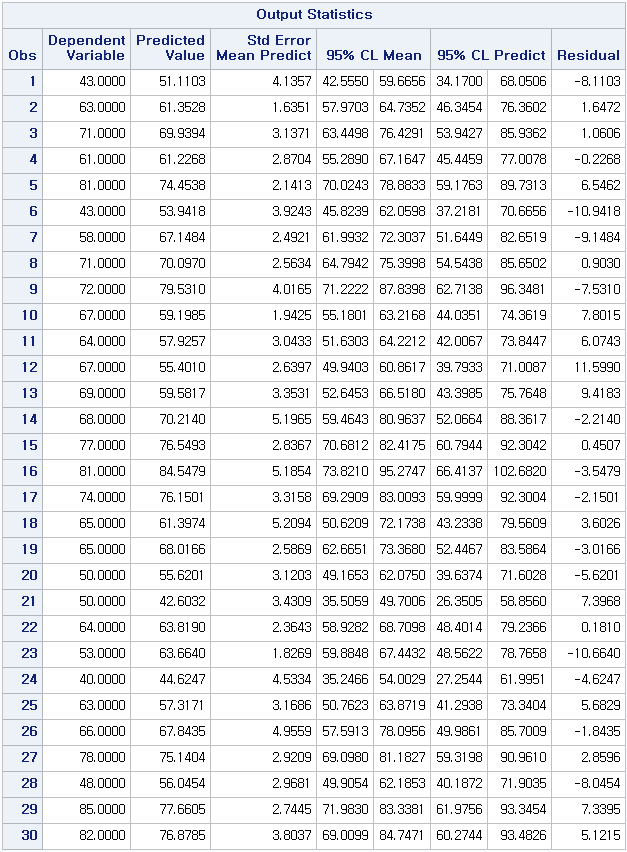 Output Statistics
Obs Dependent Variable Predicted Value Std Error Mean Predict 95% CL Mean 95% CL Predict Residual
1 43.0000 51.1103 4.1357 42.5550 59.6656 34.1700 68.0506 -8.1103
2 63.0000 61.3528 1.6351 57.9703 64.7352 46.3454 76.3602 1.6472
3 71.0000 69.9394 3.1371 63.4498 76.4291 53.9427 85.9362 1.0606
4 61.0000 61.2268 2.8704 55.2890 67.1647 45.4459 77.0078 -0.2268
5 81.0000 74.4538 2.1413 70.0243 78.8833 59.1763 89.7313 6.5462
6 43.0000 53.9418 3.9243 45.8239 62.0598 37.2181 70.6656 -10.9418
7 58.0000 67.1484 2.4921 61.9932 72.3037 51.6449 82.6519 -9.1484
8 71.0000 70.0970 2.5634 64.7942 75.3998 54.5438 85.6502 0.9030
9 72.0000 79.5310 4.0165 71.2222 87.8398 62.7138 96.3481 -7.5310
10 67.0000 59.1985 1.9425 55.1801 63.2168 44.0351 74.3619 7.8015
11 64.0000 57.9257 3.0433 51.6303 64.2212 42.0067 73.8447 6.0743
12 67.0000 55.4010 2.6397 49.9403 60.8617 39.7933 71.0087 11.5990
13 69.0000 59.5817 3.3531 52.6453 66.5180 43.3985 75.7648 9.4183
14 68.0000 70.2140 5.1965 59.4643 80.9637 52.0664 88.3617 -2.2140
15 77.0000 76.5493 2.8367 70.6812 82.4175 60.7944 92.3042 0.4507
16 81.0000 84.5479 5.1854 73.8210 95.2747 66.4137 102.6820 -3.5479
17 74.0000 76.1501 3.3158 69.2909 83.0093 59.9999 92.3004 -2.1501
18 65.0000 61.3974 5.2094 50.6209 72.1738 43.2338 79.5609 3.6026
19 65.0000 68.0166 2.5869 62.6651 73.3680 52.4467 83.5864 -3.0166
20 50.0000 55.6201 3.1203 49.1653 62.0750 39.6374 71.6028 -5.6201
21 50.0000 42.6032 3.4309 35.5059 49.7006 26.3505 58.8560 7.3968
22 64.0000 63.8190 2.3643 58.9282 68.7098 48.4014 79.2366 0.1810
23 53.0000 63.6640 1.8269 59.8848 67.4432 48.5622 78.7658 -10.6640
24 40.0000 44.6247 4.5334 35.2466 54.0029 27.2544 61.9951 -4.6247
25 63.0000 57.3171 3.1686 50.7623 63.8719 41.2938 73.3404 5.6829
26 66.0000 67.8435 4.9559 57.5913 78.0956 49.9861 85.7009 -1.8435
27 78.0000 75.1404 2.9209 69.0980 81.1827 59.3198 90.9610 2.8596
28 48.0000 56.0454 2.9681 49.9054 62.1853 40.1872 71.9035 -8.0454
29 85.0000 77.6605 2.7445 71.9830 83.3381 61.9756 93.3454 7.3395
30 82.0000 76.8785 3.8037 69.0099 84.7471 60.2744 93.4826 5.1215